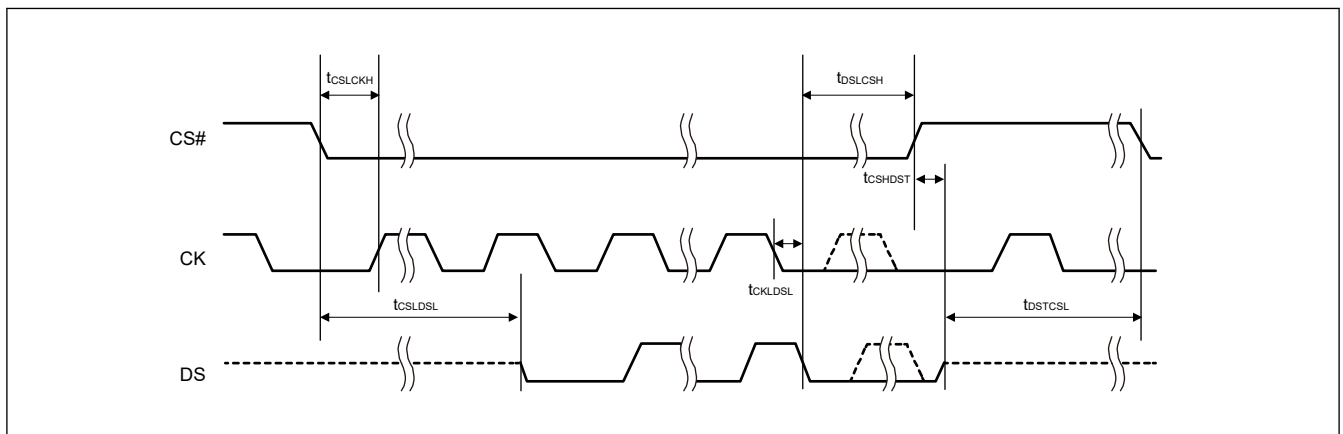 tCSLCKH
tDSLCSH
CS#
tCSHDST
CK
tCKLDSL
tCSLDSL
tDSTCSL
DS